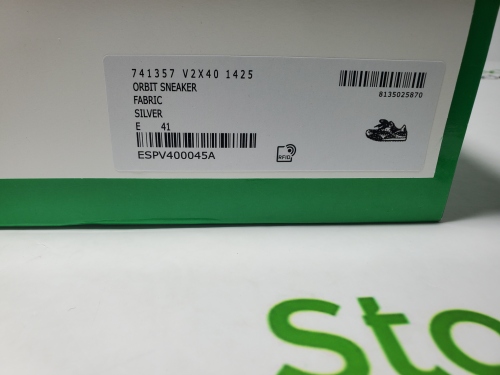 741357 V2X40 1425
ORBIT SNEAKER
FABRIC
SILVER
E 41
ESPV400045A
8135025870
RFID
Sto